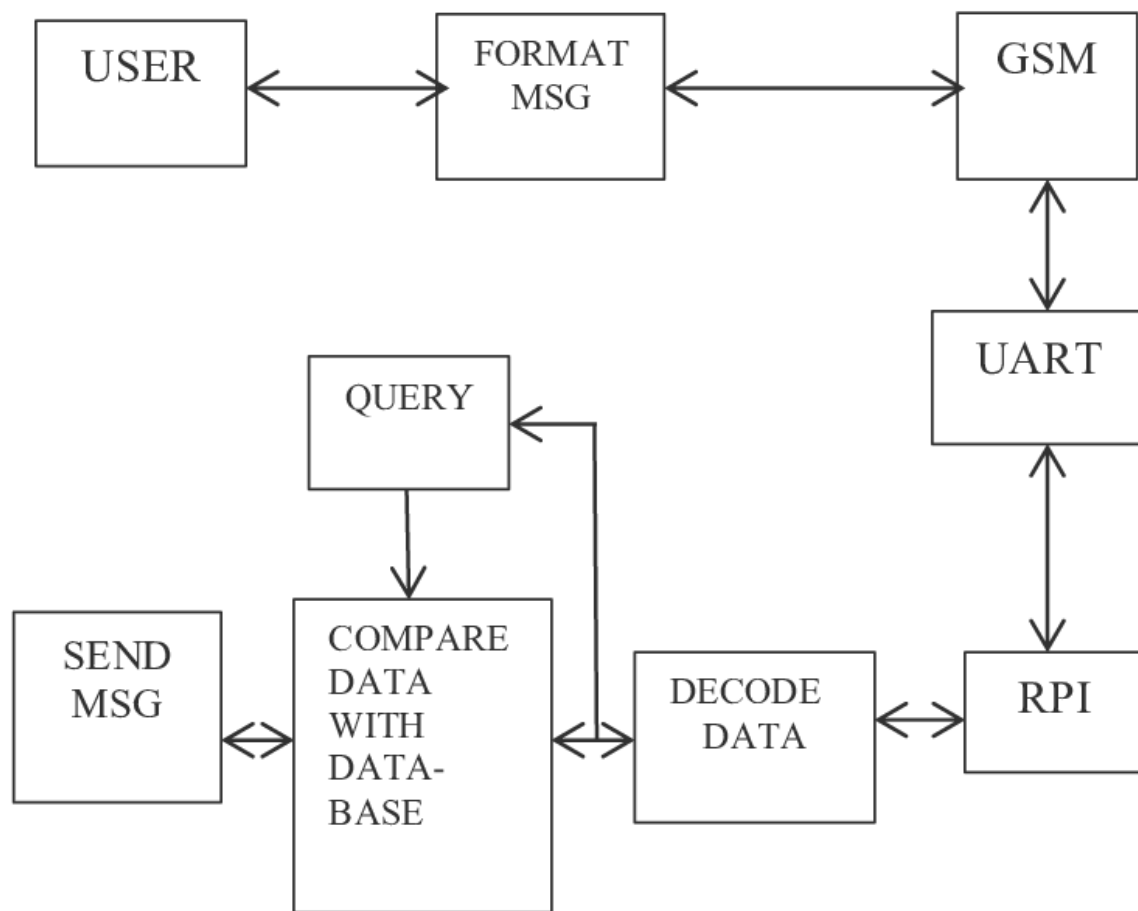 USER
FORMAT
MSG
GSM
UART
QUERY
SEND
MSG
COMPARE
DATA
WITH
DATA-
BASE
DECODE
DATA
RPI